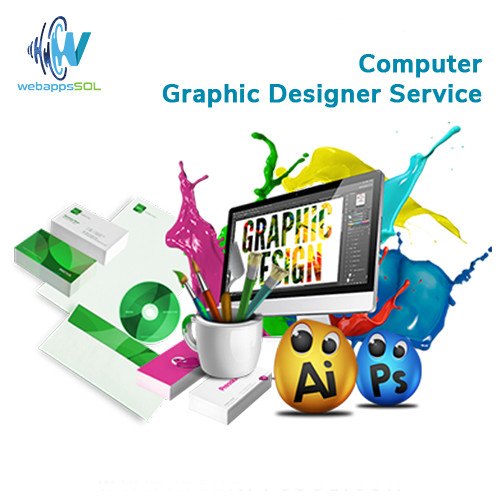 webappsSOL
Computer
Graphic Designer Service
GRAPHIC
DESIGN
Ai
Ps